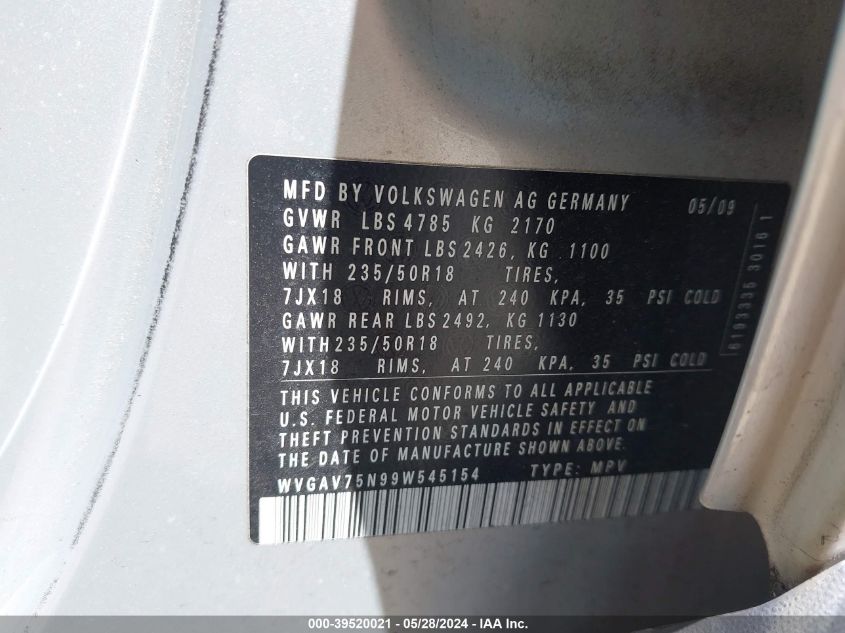 MFD BY VOLKSWAGEN AG GERMANY 05/09
GVWR LBS 4785 KG 2170
GAWR FRONT LBS 2426, KG 1100
WITH 235/50R18 TIRES,
7JX18 RIMS, AT 240 KPA, 35 PSI COLD
GAWR REAR LBS 2492, KG 1130
WITH 235/50R18 TIRES,
7JX18 RIMS, AT 240 KPA, 35 PSI COLD
THIS VEHICLE CONFORMS TO ALL APPLICABLE
U.S. FEDERAL MOTOR VEHICLE SAFETY AND
THEFT PREVENTION STANDARDS IN EFFECT ON
THE DATE OF MANUFACTURE SHOWN ABOVE.
WVGAV75N99W545154 TYPE: MPV
6193335 3016 1
000-39520021 - 05/28/2024 - IAA Inc.